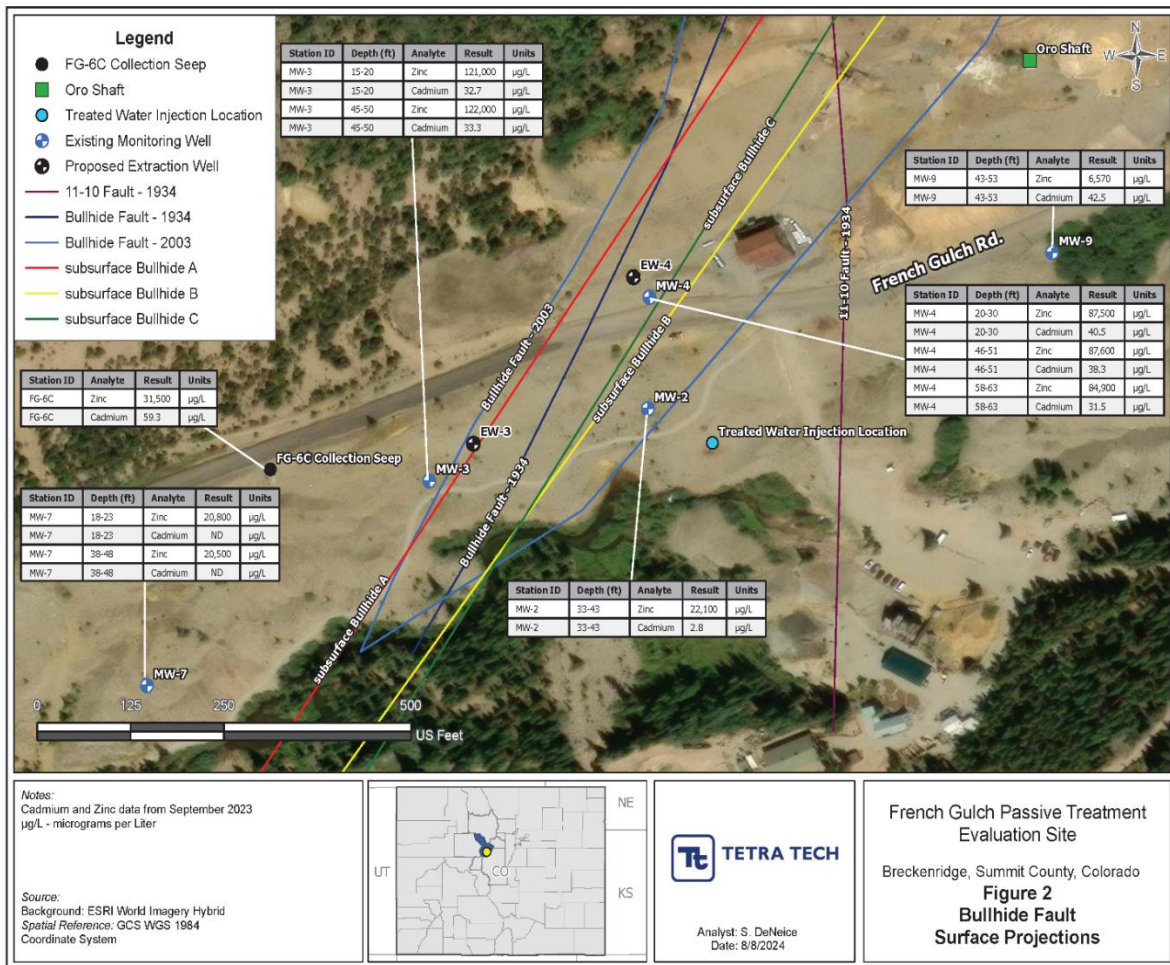 Legend
FG-6C Collection Seep
Oro Shaft
Treated Water Injection Location
Existing Monitoring Well
Proposed Extraction Well
11-10 Fault - 1934
Bullhide Fault - 1934
Bullhide Fault - 2003
subsurface Bullhide A
subsurface Bullhide B
subsurface Bullhide C
Station ID Depth (ft) Analyte Result Units
MW-3 15-20 Zinc 121,000 µg/L
MW-3 15-20 Cadmium 32.7 µg/L
MW-3 45-50 Zinc 122,000 µg/L
MW-3 45-50 Cadmium 33.3 µg/L
Oro Shaft
N
W E
S
Station ID Depth (ft) Analyte Result Units
MW-9 43-53 Zinc 6,570 µg/L
MW-9 43-53 Cadmium 42.5 µg/L
MW-9
French Gulch Rd.
subsurface Bullhide C
11-10 Fault - 1934
EW-4
MW-4
Station ID Depth (ft) Analyte Result Units
MW-4 20-30 Zinc 87,500 µg/L
MW-4 20-30 Cadmium 40.5 µg/L
MW-4 46-51 Zinc 87,600 µg/L
MW-4 46-51 Cadmium 38.3 µg/L
MW-4 58-63 Zinc 84,900 µg/L
MW-4 58-63 Cadmium 31.5 µg/L
Bullhide Fault - 2003
subsurface Bullhide B
MW-2
Station ID Analyte Result Units
FG-6C Zinc 31,500 µg/L
FG-6C Cadmium 59.3 µg/L
EW-3
Treated Water Injection Location
FG-6C Collection Seep
MW-3
Bullhide Fault - 1934
Station ID Depth (ft) Analyte Result Units
MW-7 18-23 Zinc 20,800 µg/L
MW-7 18-23 Cadmium ND µg/L
MW-7 38-48 Zinc 20,500 µg/L
MW-7 38-48 Cadmium ND µg/L
Station ID Depth (ft) Analyte Result Units
MW-2 33-43 Zinc 22,100 µg/L
MW-2 33-43 Cadmium 2.8 µg/L
subsurface Bullhide A
MW-7
0 125 250 500
US Feet
Notes:
Cadmium and Zinc data from September 2023
µg/L - micrograms per Liter
Source:
Background: ESRI World Imagery Hybrid
Spatial Reference: GCS WGS 1984
Coordinate System
NE
UT
CO
KS
Tt TETRA TECH
Analyst: S. DeNeice
Date: 8/8/2024
French Gulch Passive Treatment
Evaluation Site
Breckenridge, Summit County, Colorado
Figure 2
Bullhide Fault
Surface Projections